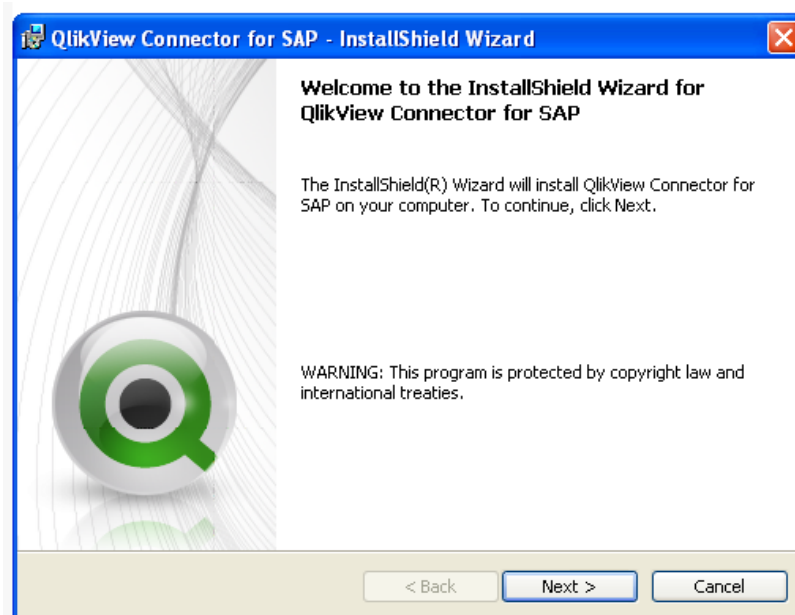 QlikView Connector for SAP - InstallShield Wizard
Welcome to the InstallShield Wizard for
QlikView Connector for SAP
The InstallShield(R) Wizard will install QlikView Connector for
SAP on your computer. To continue, click Next.
WARNING: This program is protected by copyright law and
international treaties.
< Back
Next >
Cancel